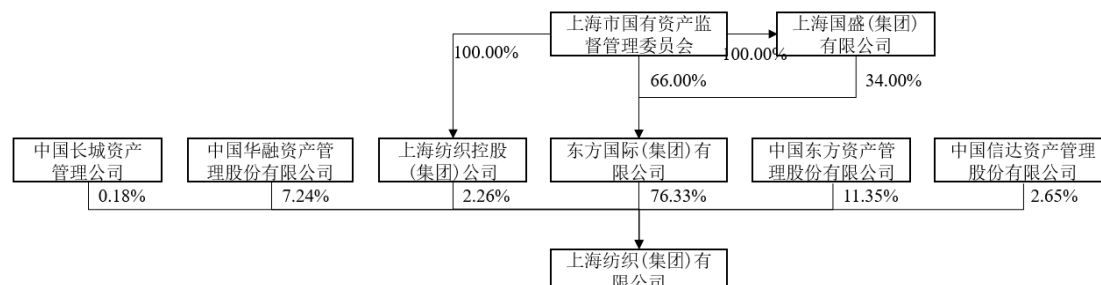 上海市国有资产监
督管理委员会
上海国盛(集团)
有限公司
100.00%
100.00%
66.00%
34.00%
中国长城资产
管理公司
中国华融资产管
理股份有限公司
上海纺织控股
(集团)公司
东方国际(集团)有
限公司
中国东方资产管
理股份有限公司
中国信达资产管理
股份有限公司
0.18%
7.24%
2.26%
76.33%
11.35%
2.65%
上海纺织(集团)有
限公司